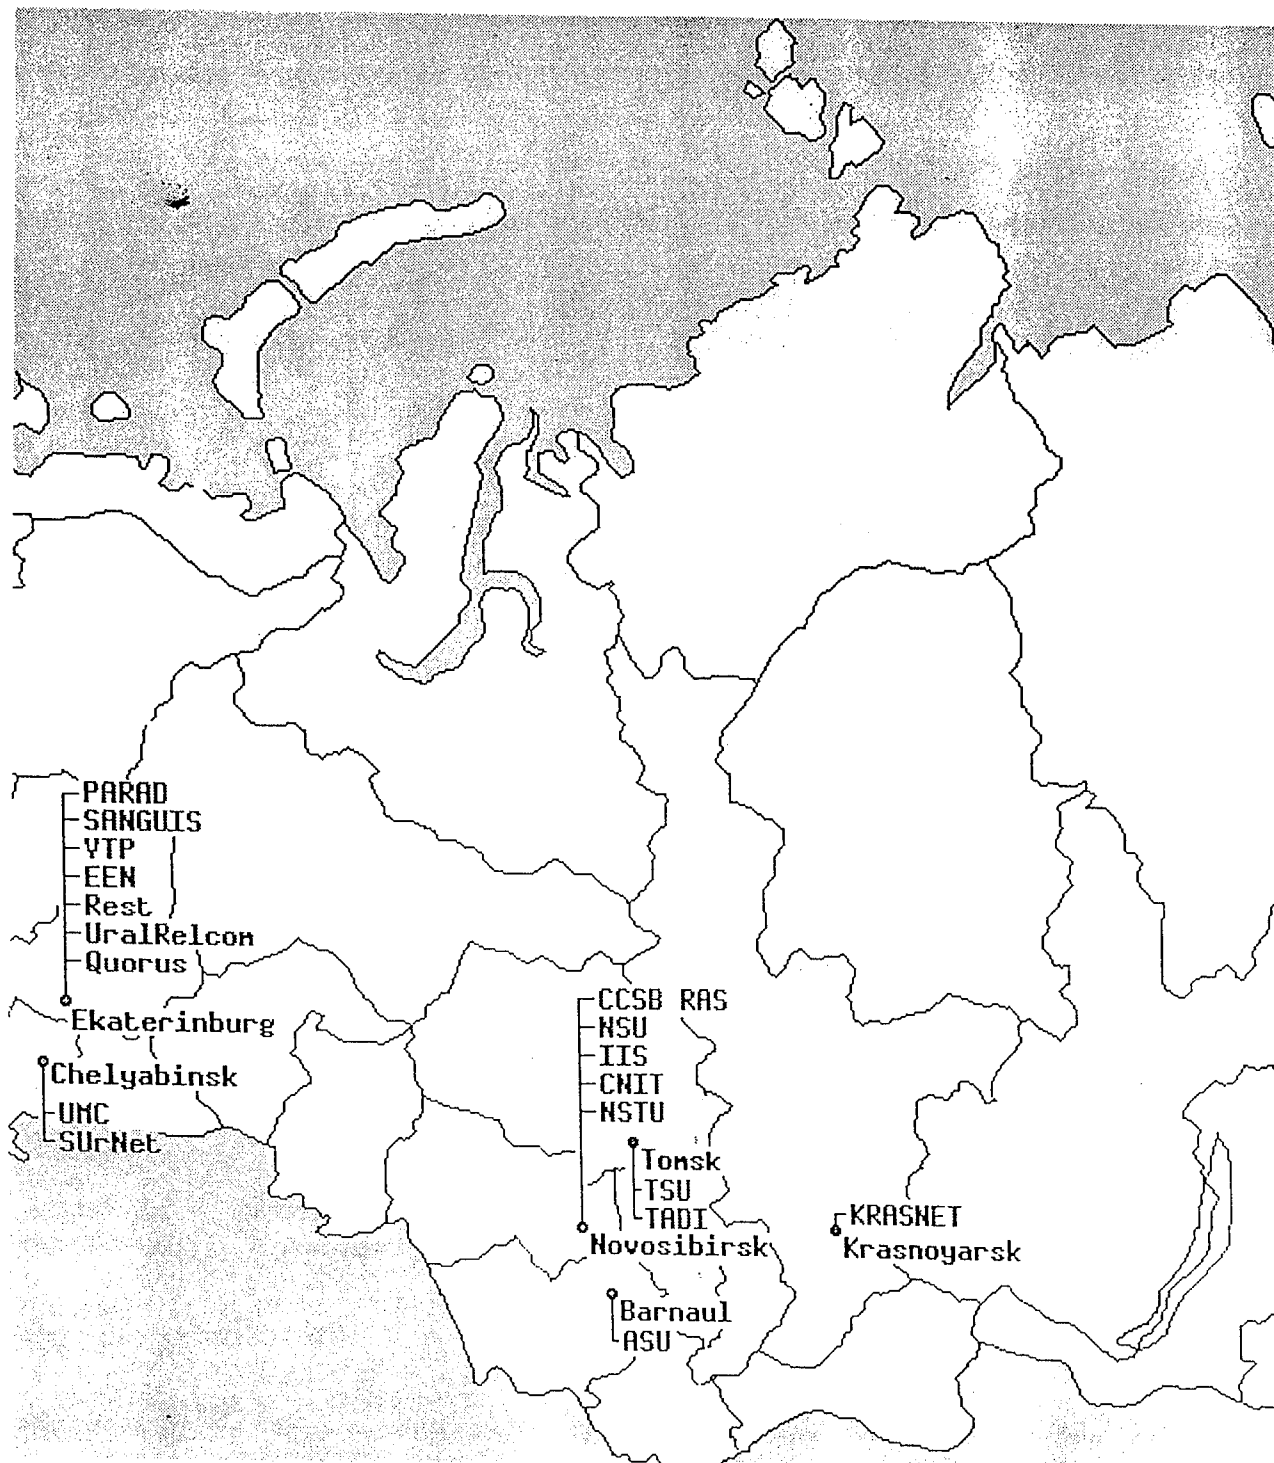 PARAD
SANGUIS
YTP
EEN
Rest
UralRelcom
Quorus
Ekaterinburg
Chelyabinsk
UMC
SUrNet
CCSB RAS
NSU
IIS
CNIT
NSTU
Tomsk
TSU
TADI
Novosibirsk
Barnaul
ASU
KRASNET
Krasnoyarsk